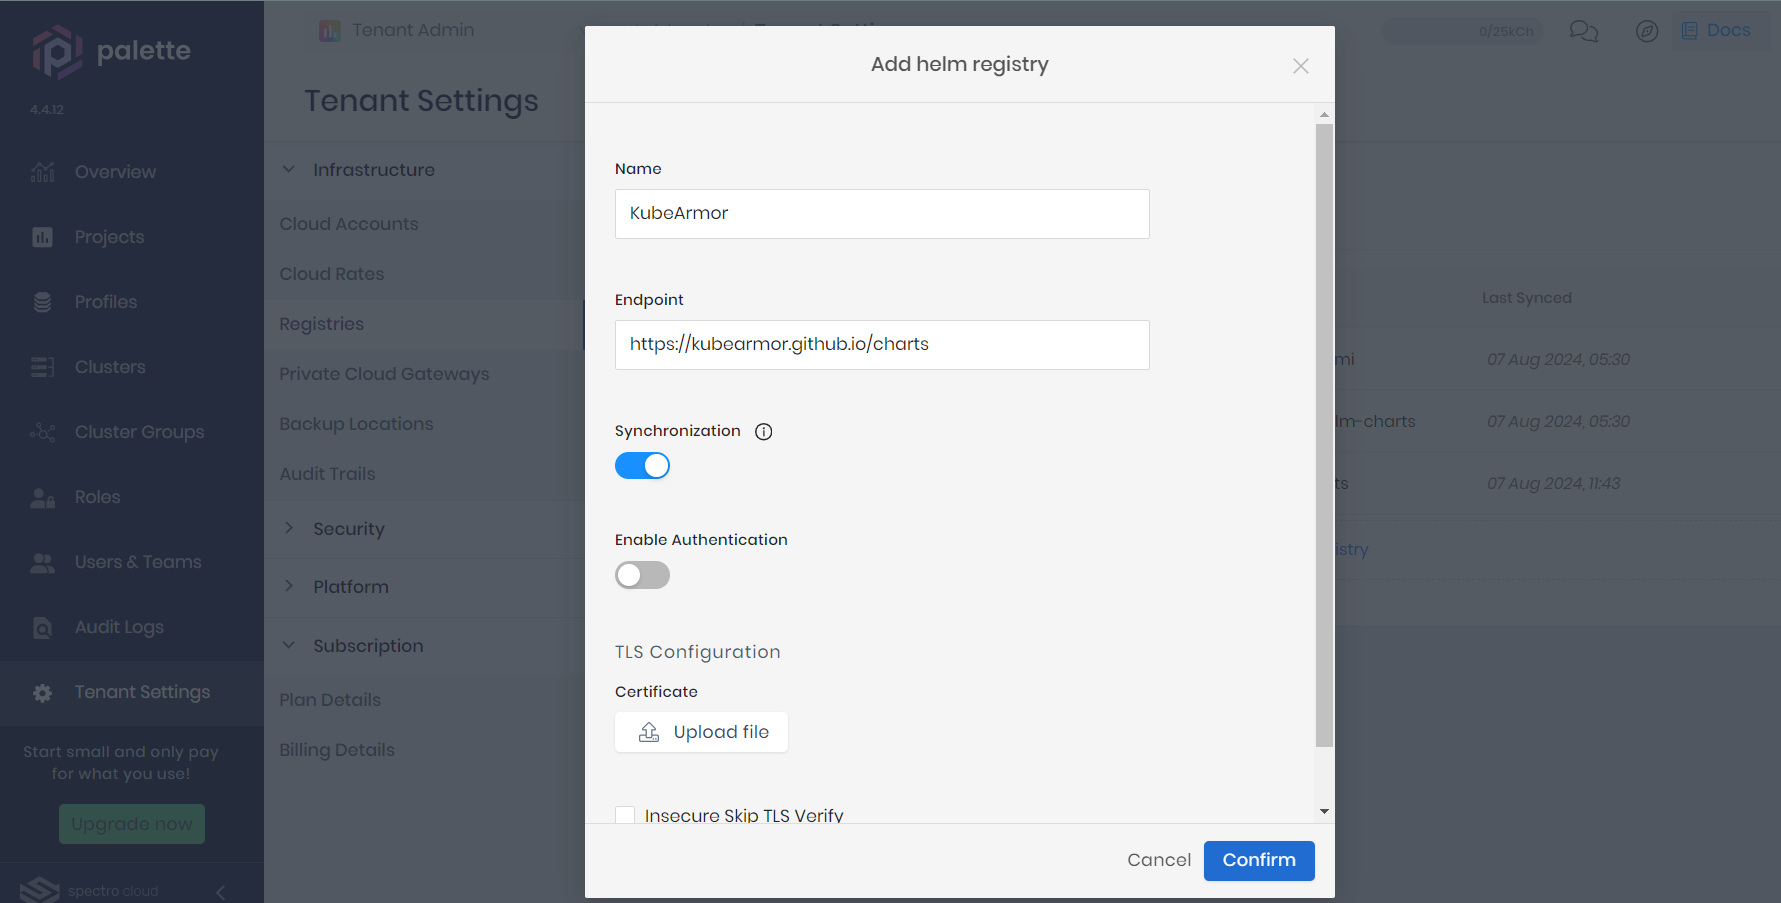 palette
4.4.12
Overview
Projects
Profiles
Clusters
Cluster Groups
Roles
Users & Teams
Audit Logs
Tenant Settings
Start small and only pay
for what you use!
Upgrade now
spectro cloud
Tenant Admin
0/25kCh
Docs
Tenant Settings
Infrastructure
Cloud Accounts
Cloud Rates
Registries
Private Cloud Gateways
Backup Locations
Audit Trails
Security
Platform
Subscription
Plan Details
Billing Details
Add helm registry
Name
KubeArmor
Endpoint
https://kubearmor.github.io/charts
Synchronization
Enable Authentication
TLS Configuration
Certificate
Upload file
Insecure Skip TLS Verify
Cancel
Confirm
Last Synced
mi
07 Aug 2024, 05:30
lm-charts
07 Aug 2024, 05:30
ts
07 Aug 2024, 11:43
istry